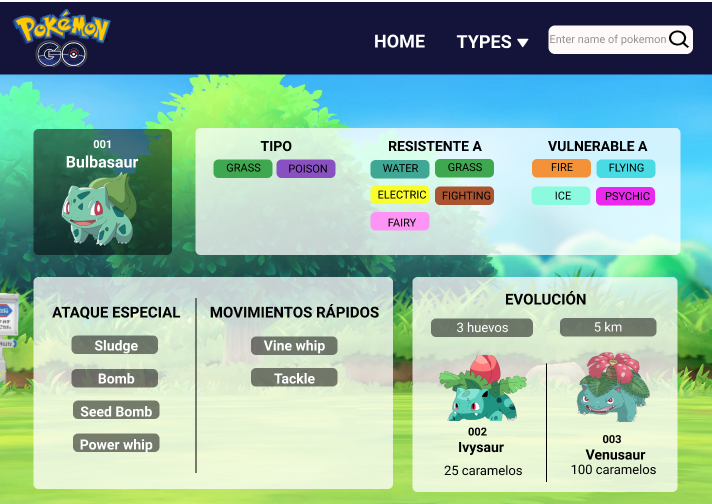 POKÉMON
GO
HOME
TYPES
Enter name of pokemon
001
Bulbasaur
TIPO
GRASS
POISON
RESISTENTE A
WATER
GRASS
ELECTRIC
FIGHTING
FAIRY
VULNERABLE A
FIRE
FLYING
ICE
PSYCHIC
ATAQUE ESPECIAL
Sludge
Bomb
Seed Bomb
Power whip
MOVIMIENTOS RÁPIDOS
Vine whip
Tackle
EVOLUCIÓN
3 huevos
5 km
002
Ivysaur
25 caramelos
003
Venusaur
100 caramelos